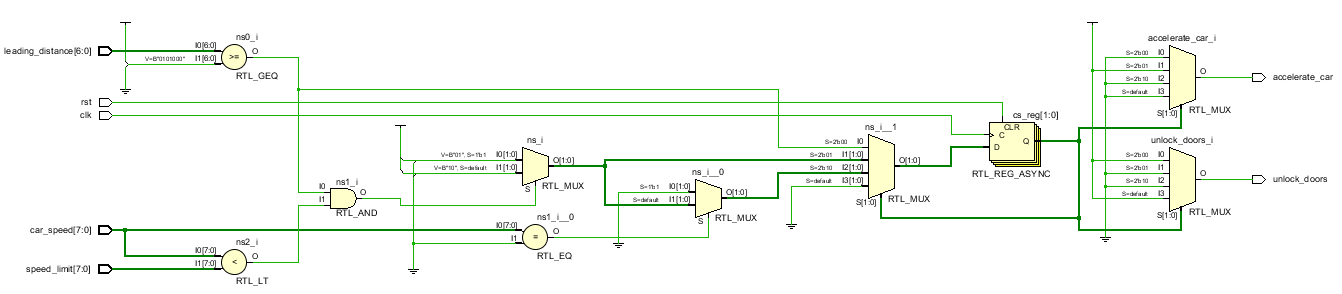 leading_distance[6:0]
rst
clk
car_speed[7:0]
speed_limit[7:0]
ns0_i
I0[6:0]
V=B"0101000"
I1[6:0]
>=
O
RTL_GEQ
ns2_i
I0[7:0]
I1[7:0]
<
O
RTL_LT
ns1_i
I0
I1
O
RTL_AND
ns_i
V=B"01", S=1'b1
I0[1:0]
V=B"10", S=default
I1[1:0]
O[1:0]
S
RTL_MUX
ns1_i__0
I0[7:0]
I1
=
O
RTL_EQ
ns_i__0
S=1'b1
I0[1:0]
S=default
I1[1:0]
O[1:0]
S
RTL_MUX
ns_i__1
S=2'b00
I0
S=2'b01
I1[1:0]
S=2'b10
I2[1:0]
S=default
I3[1:0]
O[1:0]
S[1:0]
RTL_MUX
cs_reg[1:0]
CLR
C
D
Q
RTL_REG_ASYNC
accelerate_car_i
S=2'b00
I0
S=2'b01
I1
S=2'b10
I2
S=default
I3
O
S[1:0]
RTL_MUX
accelerate_car
unlock_doors_i
S=2'b00
I0
S=2'b01
I1
S=2'b10
I2
S=default
I3
O
S[1:0]
RTL_MUX
unlock_doors